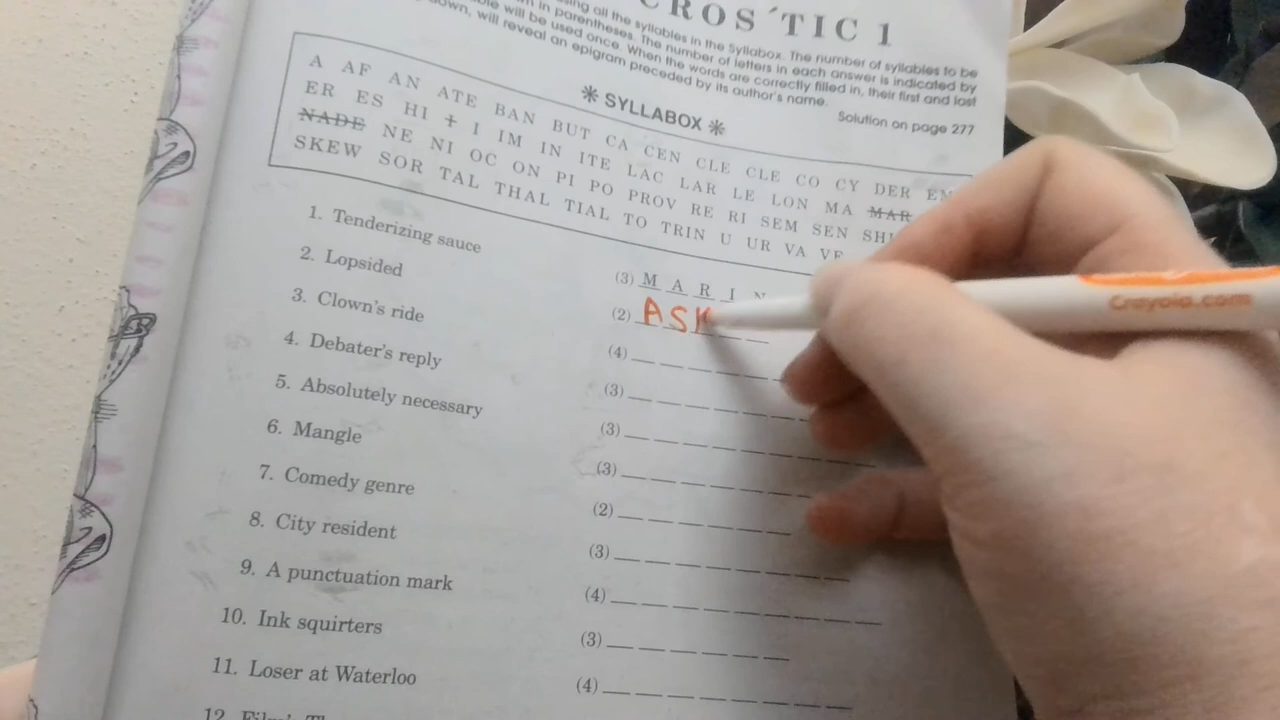 CROS´TIC 1
using all the syllables in the Syllabox. The number of syllables to be
in parentheses. The number of letters in each answer is indicated by
will be used once. When the words are correctly filled in, their first and last
down, will reveal an epigram preceded by its author's name.
Solution on page 277
✻ SYLLABOX ✻
A AF AN ATE BAN BUT CA CEN CLE CLE CO CY DER EN
ER ES HI I IM IN ITE LAC LAR LE LON MA MAR
NADE NE NI OC ON PI PO PROV RE RI SEM SEN SHI
SKEW SOR TAL THAL TIAL TO TRIN U UR VA VE
1. Tenderizing sauce (3) M A R I N
2. Lopsided (2) ASK
3. Clown's ride (4)
4. Debater's reply (3)
5. Absolutely necessary (3)
6. Mangle (3)
7. Comedy genre (2)
8. City resident (3)
9. A punctuation mark (4)
10. Ink squirters (3)
11. Loser at Waterloo (4)
12.
Crayola.com